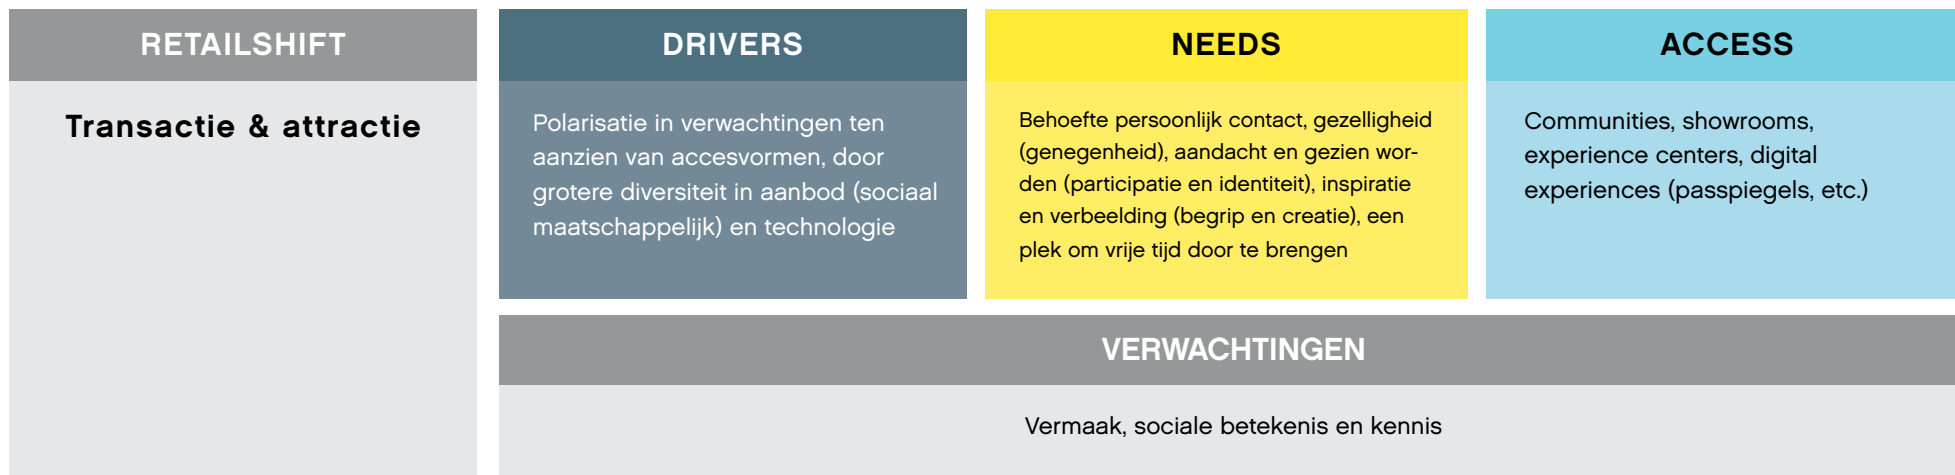 RETAILSHIFT
Transactie & attractie
DRIVERS
Polarisatie in verwachtingen ten
aanzien van accesvormen, door
grotere diversiteit in aanbod (sociaal
maatschappelijk) en technologie
NEEDS
Behoefte persoonlijk contact, gezelligheid
(genegenheid), aandacht en gezien wor-
den (participatie en identiteit), inspiratie
en verbeelding (begrip en creatie), een
plek om vrije tijd door te brengen
ACCESS
Communities, showrooms,
experience centers, digital
experiences (passpiegels, etc.)
VERWACHTINGEN
Vermaak, sociale betekenis en kennis